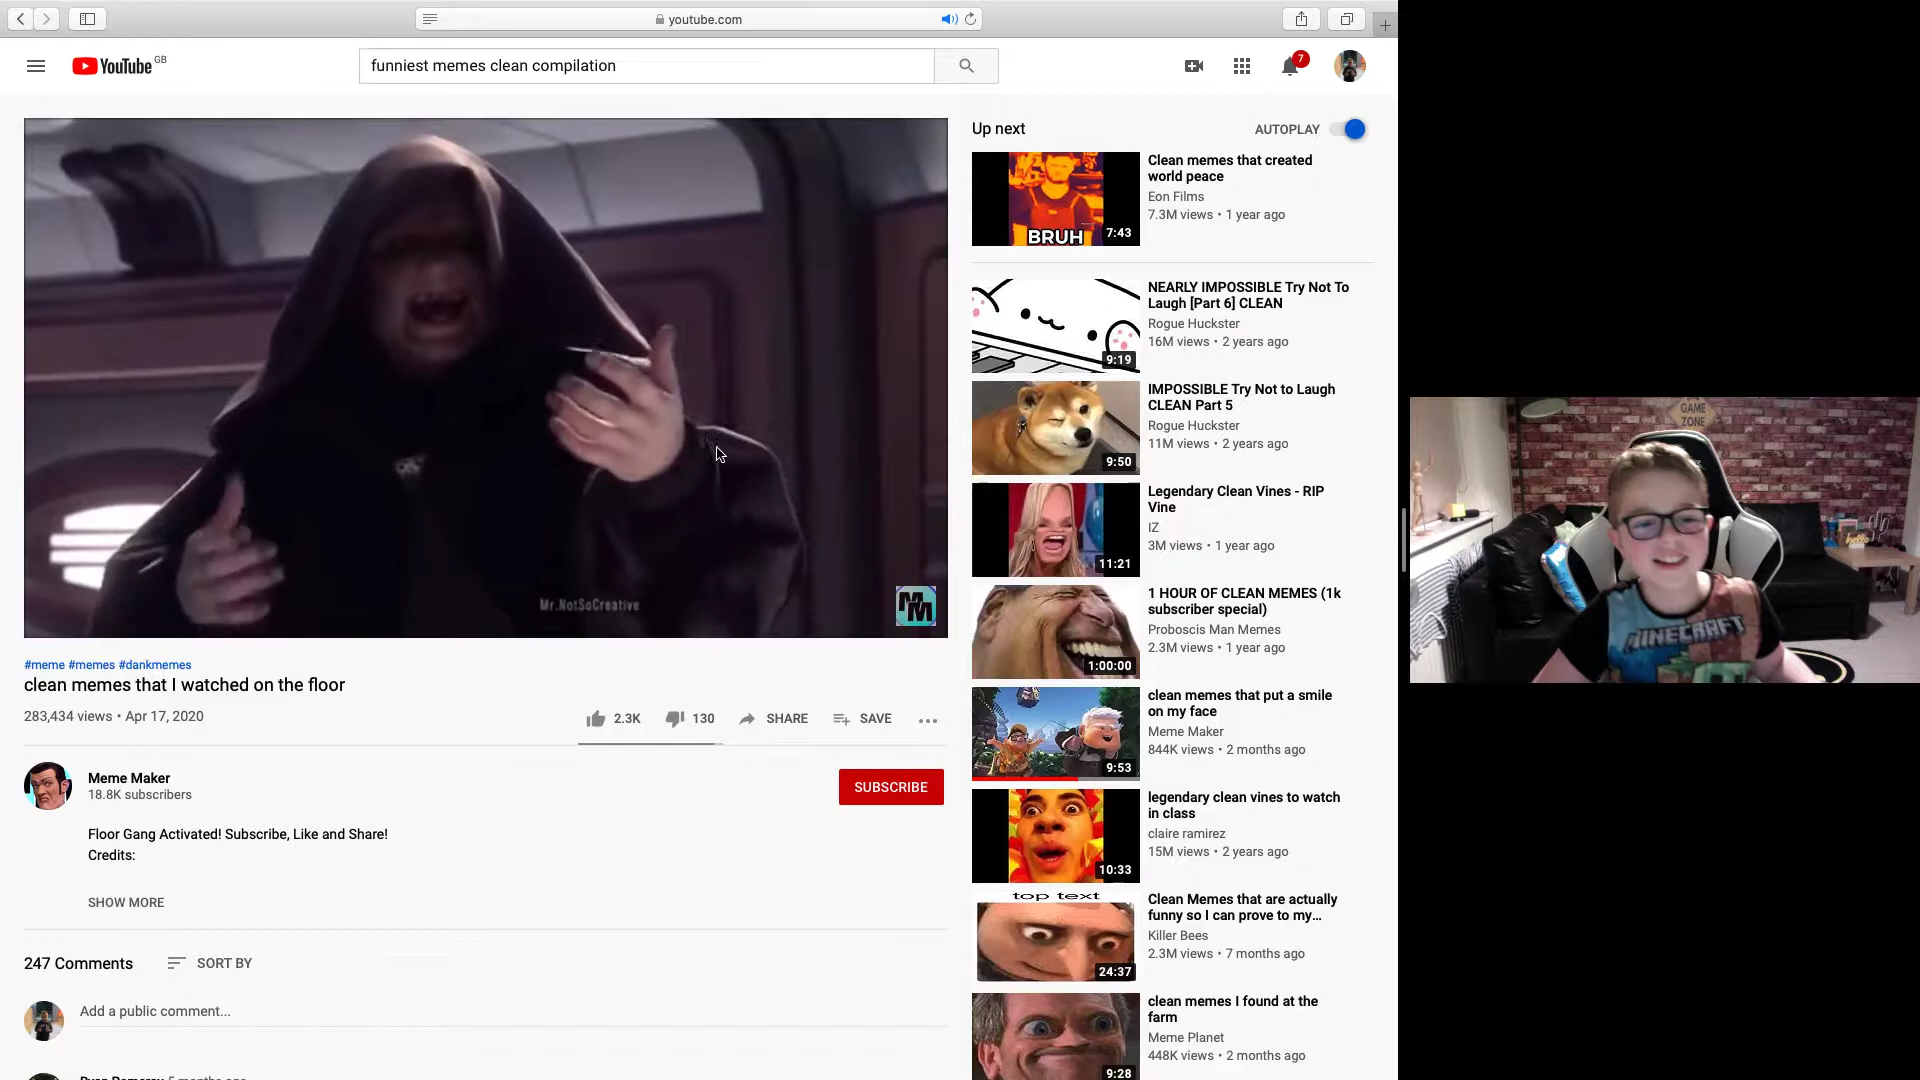 youtube.com
YouTube GB
funniest memes clean compilation
7
Mr.NotSoCreative
MM
#meme #memes #dankmemes
clean memes that I watched on the floor
283,434 views • Apr 17, 2020
2.3K
130
SHARE
SAVE
Meme Maker
18.8K subscribers
SUBSCRIBE
Floor Gang Activated! Subscribe, Like and Share!
Credits:
SHOW MORE
247 Comments
SORT BY
Add a public comment...
Up next
AUTOPLAY
BRUH
7:43
Clean memes that created
world peace
Eon Films
7.3M views • 1 year ago
9:19
NEARLY IMPOSSIBLE Try Not To
Laugh [Part 6] CLEAN
Rogue Huckster
16M views • 2 years ago
9:50
IMPOSSIBLE Try Not to Laugh
CLEAN Part 5
Rogue Huckster
11M views • 2 years ago
11:21
Legendary Clean Vines - RIP
Vine
IZ
3M views • 1 year ago
1:00:00
1 HOUR OF CLEAN MEMES (1k
subscriber special)
Proboscis Man Memes
2.3M views • 1 year ago
9:53
clean memes that put a smile
on my face
Meme Maker
844K views • 2 months ago
10:33
legendary clean vines to watch
in class
claire ramirez
15M views • 2 years ago
top text
24:37
Clean Memes that are actually
funny so I can prove to my...
Killer Bees
2.3M views • 7 months ago
9:28
clean memes I found at the
farm
Meme Planet
448K views • 2 months ago
GAME
ZONE
hello
MINECRAFT